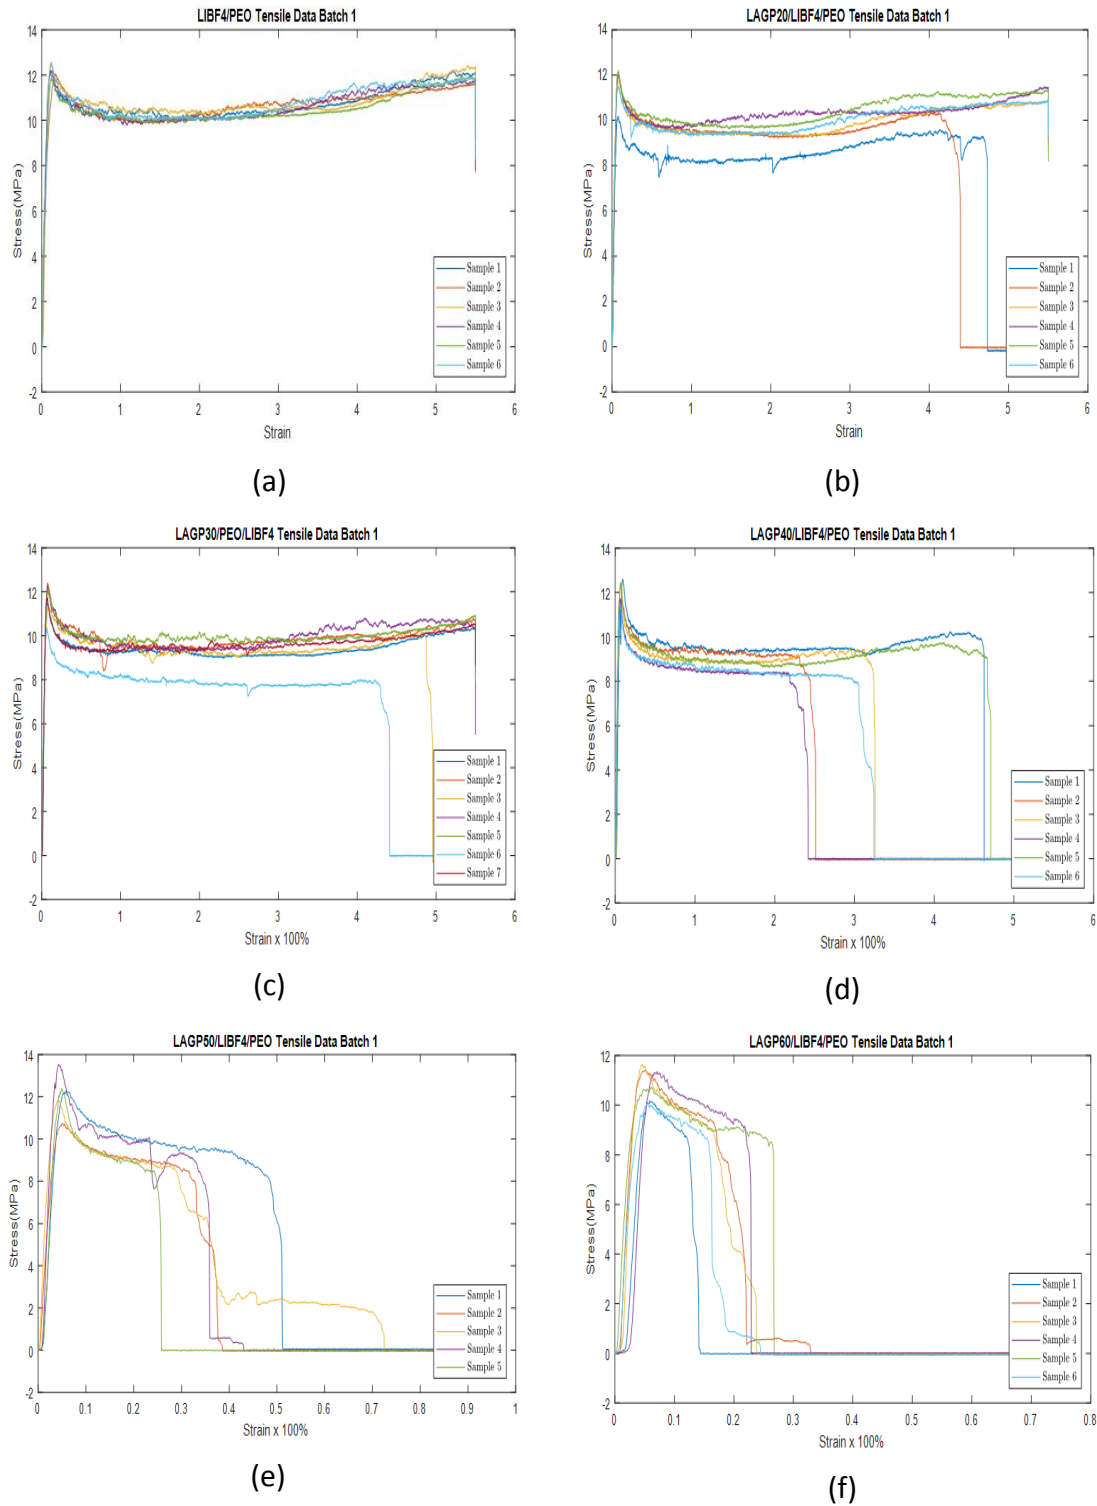 LIBF4/PEO Tensile Data Batch 1
14
12
10
8
6
4
2
0
-2
Stress(MPa)
0 1 2 3 4 5 6
Strain
Sample 1
Sample 2
Sample 3
Sample 4
Sample 5
Sample 6
(a)
LAGP20/LIBF4/PEO Tensile Data Batch 1
14
12
10
8
6
4
2
0
-2
Stress(MPa)
0 1 2 3 4 5 6
Strain
Sample 1
Sample 2
Sample 3
Sample 4
Sample 5
Sample 6
(b)
LAGP30/PEO/LIBF4 Tensile Data Batch 1
14
12
10
8
6
4
2
0
-2
Stress(MPa)
0 1 2 3 4 5 6
Strain x 100%
Sample 1
Sample 2
Sample 3
Sample 4
Sample 5
Sample 6
Sample 7
(c)
LAGP40/LIBF4/PEO Tensile Data Batch 1
14
12
10
8
6
4
2
0
-2
Stress(MPa)
0 1 2 3 4 5 6
Strain x 100%
Sample 1
Sample 2
Sample 3
Sample 4
Sample 5
Sample 6
(d)
LAGP50/LIBF4/PEO Tensile Data Batch 1
14
12
10
8
6
4
2
0
-2
Stress(MPa)
0 0.1 0.2 0.3 0.4 0.5 0.6 0.7 0.8 0.9 1
Strain x 100%
Sample 1
Sample 2
Sample 3
Sample 4
Sample 5
(e)
LAGP60/LIBF4/PEO Tensile Data Batch 1
12
10
8
6
4
2
0
-2
Stress(MPa)
0 0.1 0.2 0.3 0.4 0.5 0.6 0.7 0.8
Strain x 100%
Sample 1
Sample 2
Sample 3
Sample 4
Sample 5
Sample 6
(f)